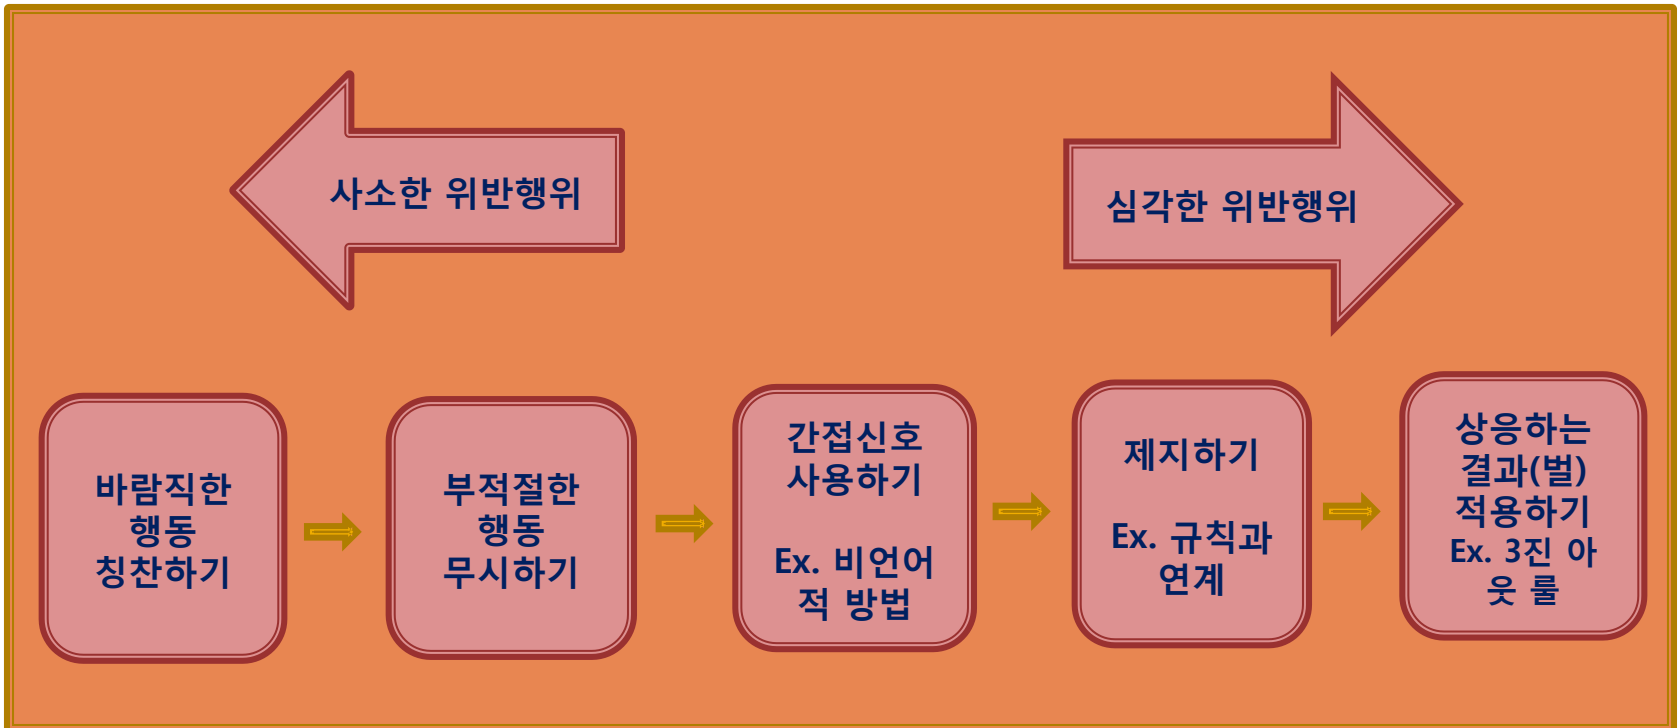 사소한 위반행위
심각한 위반행위
바람직한
행동
칭찬하기
부적절한
행동
무시하기
간접신호
사용하기
Ex. 비언어
적 방법
제지하기
Ex. 규칙과
연계
상응하는
결과(벌)
적용하기
Ex. 3진 아
웃 룰